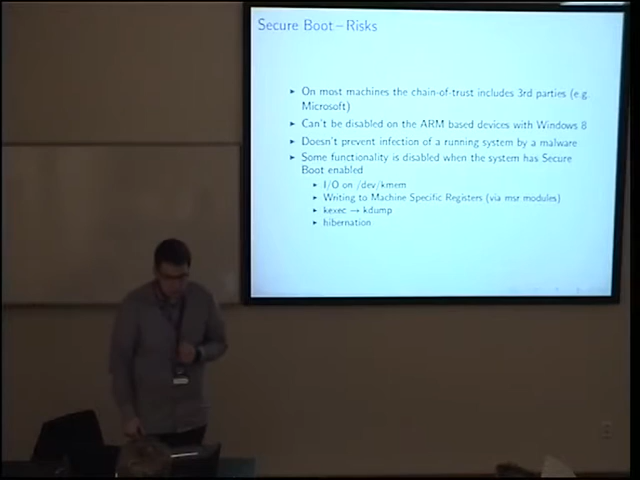 Secure Boot – Risks
▸ On most machines the chain-of-trust includes 3rd parties (e.g.
Microsoft)
▸ Can't be disabled on the ARM based devices with Windows 8
▸ Doesn't prevent infection of a running system by a malware
▸ Some functionality is disabled when the system has Secure
Boot enabled
▸ I/O on /dev/kmem
▸ Writing to Machine Specific Registers (via msr modules)
▸ kexec → kdump
▸ hibernation